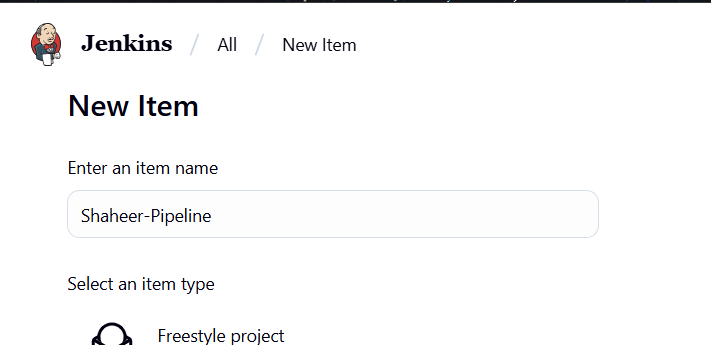 Jenkins / All / New Item
New Item
Enter an item name
Shaheer-Pipeline
Select an item type
Freestyle project